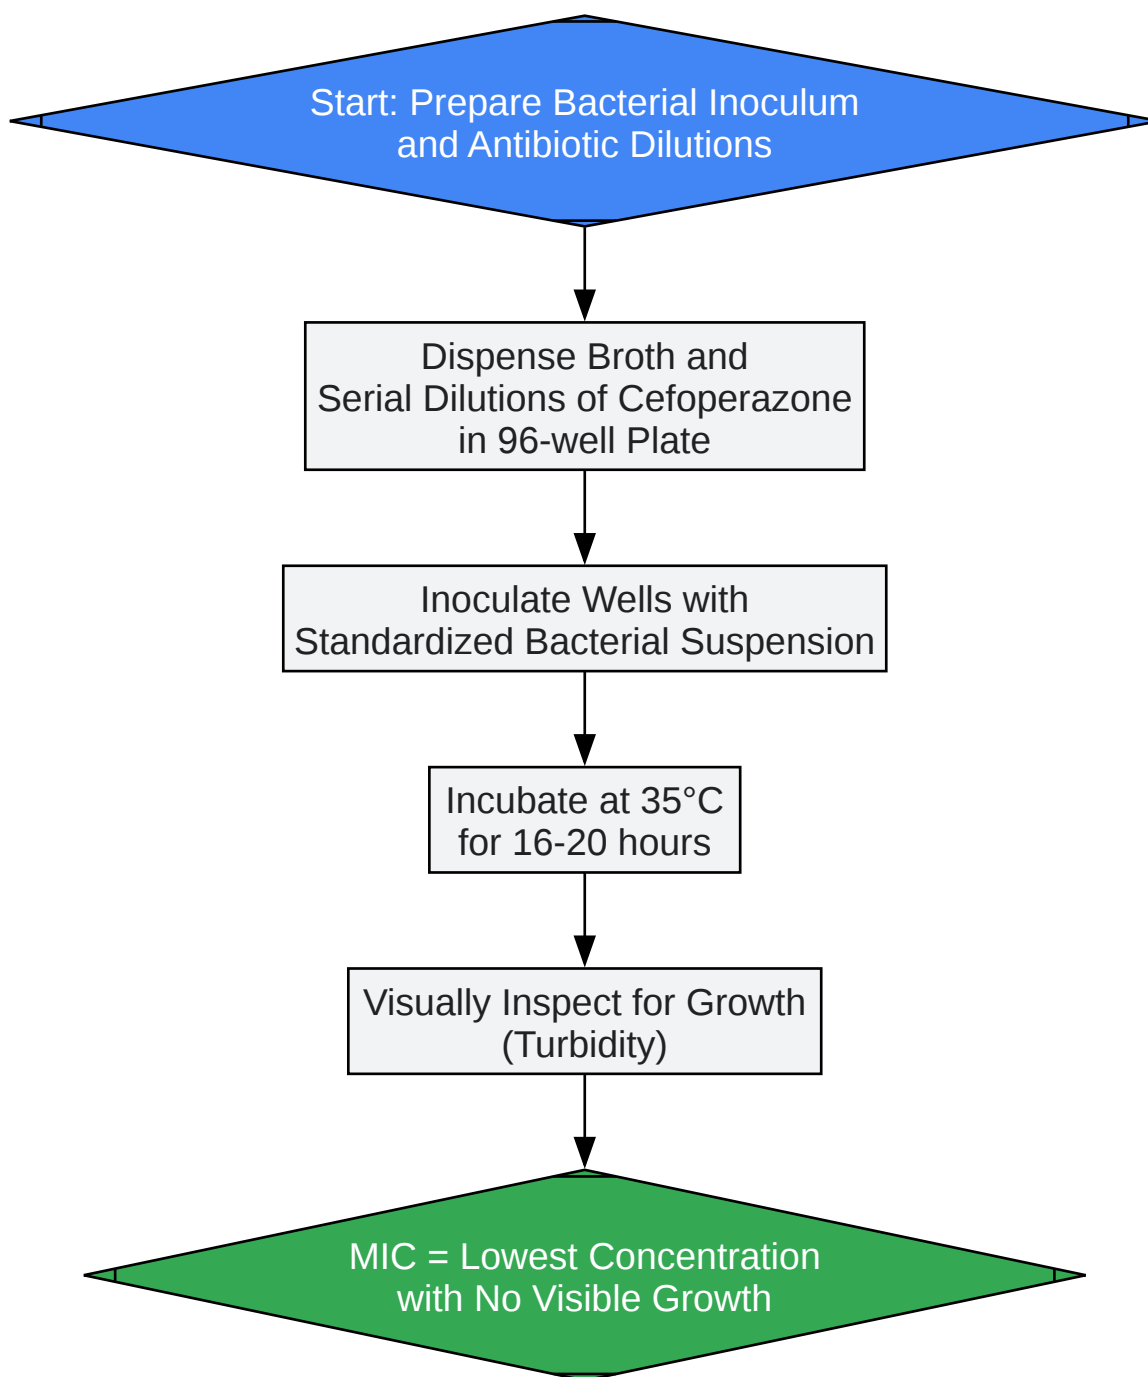 Start: Prepare Bacterial Inoculum
and Antibiotic Dilutions
Dispense Broth and
Serial Dilutions of Cefoperazone
in 96-well Plate
Inoculate Wells with
Standardized Bacterial Suspension
Incubate at 35°C
for 16-20 hours
Visually Inspect for Growth
(Turbidity)
MIC = Lowest Concentration
with No Visible Growth